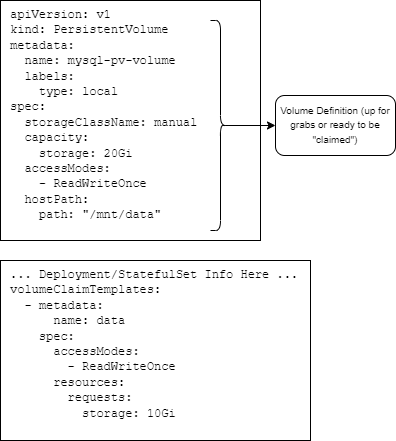 apiVersion: v1
kind: PersistentVolume
metadata:
  name: mysql-pv-volume
  labels:
    type: local
spec:
  storageClassName: manual
  capacity:
    storage: 20Gi
  accessModes:
    - ReadWriteOnce
  hostPath:
    path: "/mnt/data"
Volume Definition (up for
grabs or ready to be
"claimed")
... Deployment/StatefulSet Info Here ...
volumeClaimTemplates:
  - metadata:
      name: data
    spec:
      accessModes:
        - ReadWriteOnce
      resources:
        requests:
          storage: 10Gi